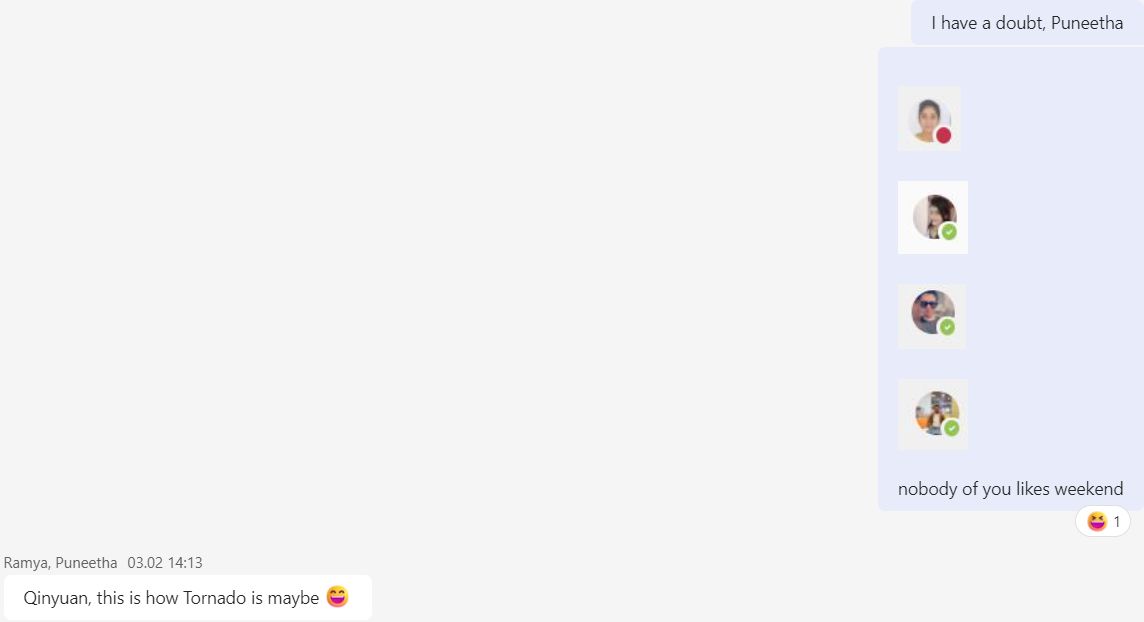 I have a doubt, Puneetha
nobody of you likes weekend
1
Ramya, Puneetha 03.02 14:13
Qinyuan, this is how Tornado is maybe